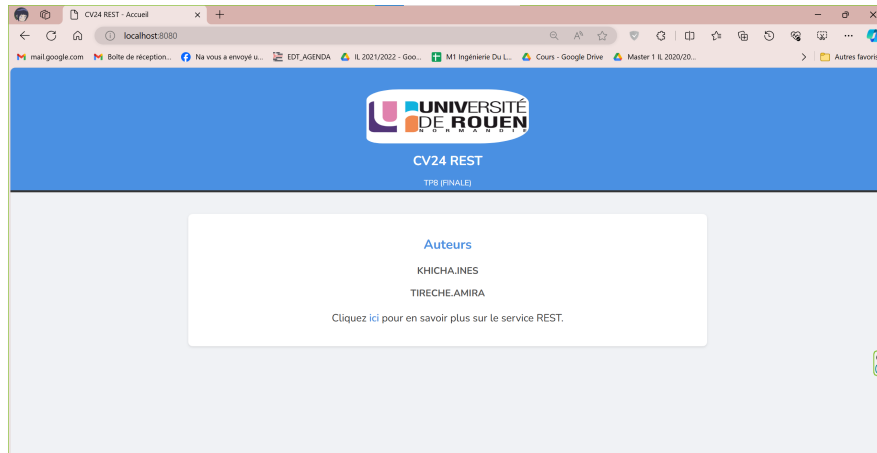 CV24 REST - Accueil
localhost:8080
mail.google.com
Boîte de réception...
Na vous a envoyé u...
EDT_AGENDA
IL 2021/2022 - Goo...
M1 Ingénierie Du L...
Cours - Google Drive
Master 1 IL 2020/20...
Autres favoris
UNIVERSITÉ
DE ROUEN
NORMANDIE
CV24 REST
TP8 (FINALE)
Auteurs
KHICHA.INES
TIRECHE.AMIRA
Cliquez ici pour en savoir plus sur le service REST.